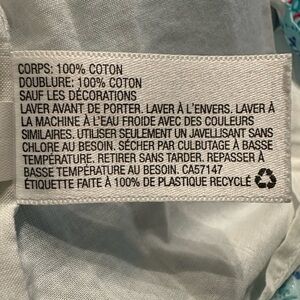 CORPS: 100% COTON
DOUBLURE: 100% COTON
SAUF LES DÉCORATIONS
LAVER AVANT DE PORTER. LAVER À L'ENVERS. LAVER À
LA MACHINE À L'EAU FROIDE AVEC DES COULEURS
SIMILAIRES. UTILISER SEULEMENT UN JAVELLISANT SANS
CHLORE AU BESOIN. SÉCHER PAR CULBUTAGE À BASSE
TEMPÉRATURE. RETIRER SANS TARDER. REPASSER À
BASSE TEMPÉRATURE AU BESOIN. CA57147
ÉTIQUETTE FAITE À 100% DE PLASTIQUE RECYCLÉ